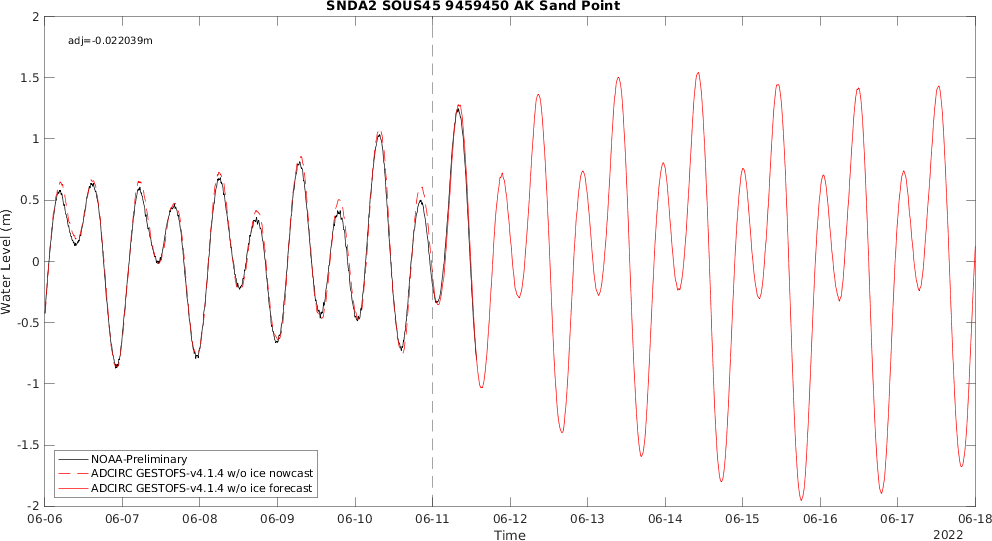 SNDA2 SOUS45 9459450 AK Sand Point
adj=-0.022039m
Water Level (m)
2
1.5
1
0.5
0
-0.5
-1
-1.5
-2
NOAA-Preliminary
ADCIRC GESTOFS-v4.1.4 w/o ice nowcast
ADCIRC GESTOFS-v4.1.4 w/o ice forecast
06-06 06-07 06-08 06-09 06-10 06-11 06-12 06-13 06-14 06-15 06-16 06-17 06-18
Time
2022